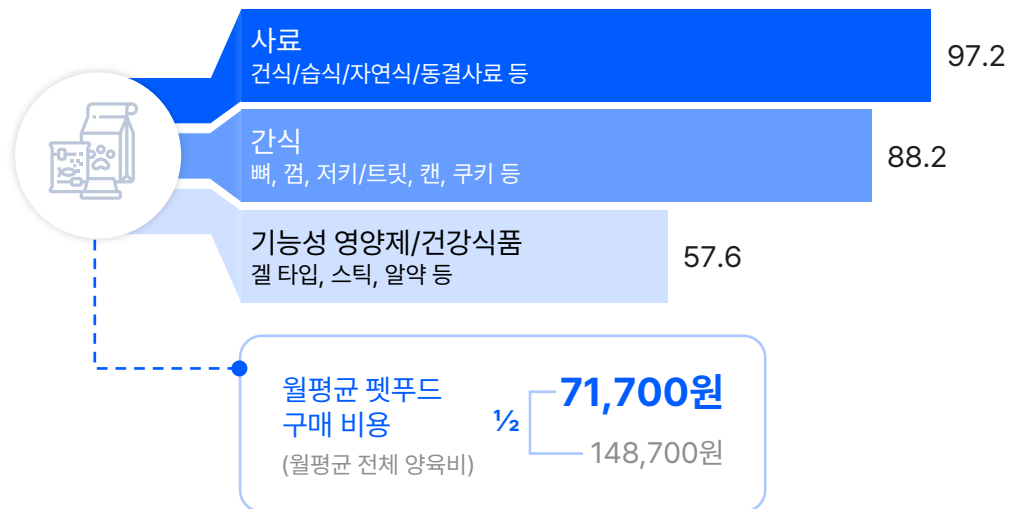 사료
건식/습식/자연식/동결사료 등
97.2
간식
뼈, 껌, 저키/트릿, 캔, 쿠키 등
88.2
기능성 영양제/건강식품
겔 타입, 스틱, 알약 등
57.6
월평균 펫푸드
구매 비용
(월평균 전체 양육비)
½
71,700원
148,700원